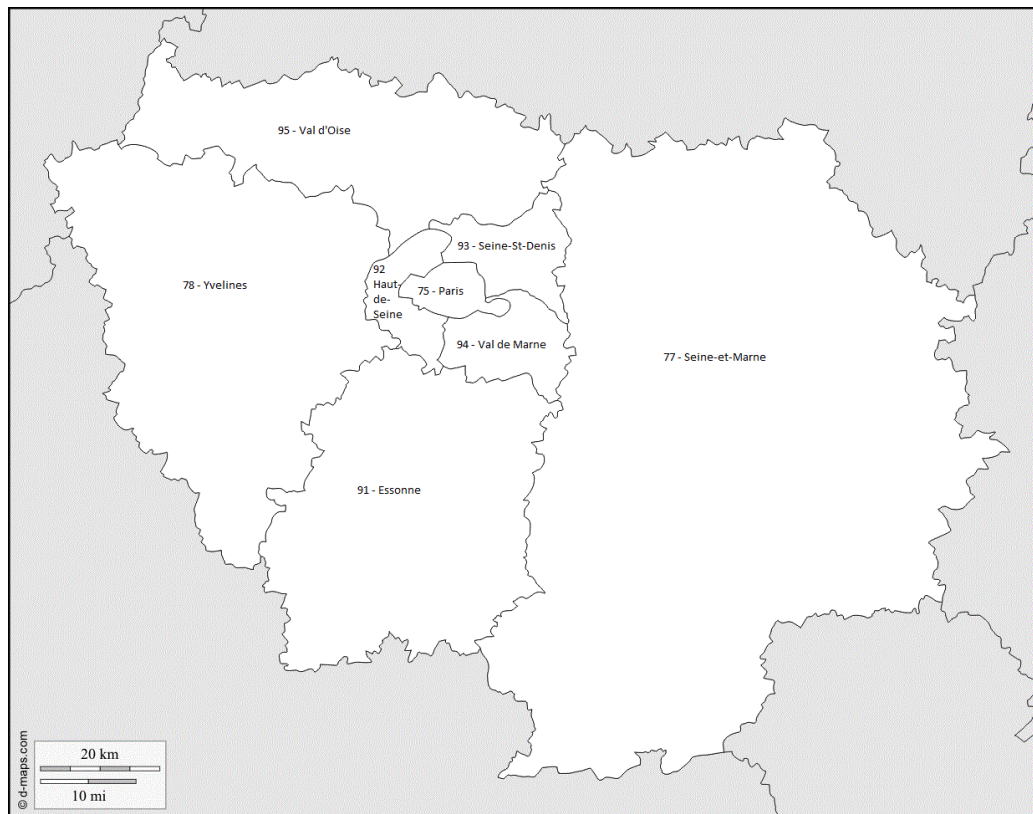 95 - Val d'Oise
93 - Seine-St-Denis
92
Haut-
de-
Seine
78 - Yvelines
75 - Paris
94 - Val de Marne
77 - Seine-et-Marne
91 - Essonne
20 km
10 mi
© d-maps.com